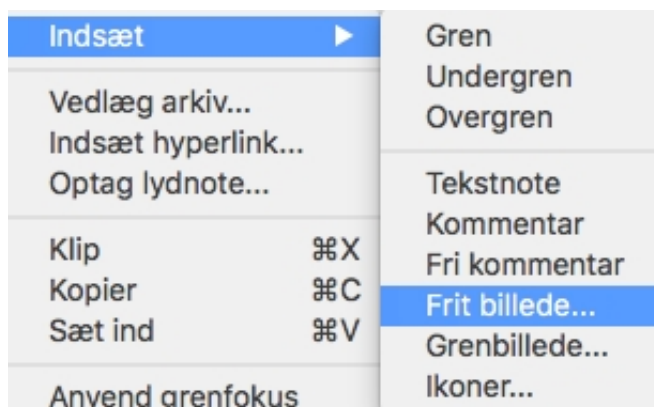 Indsæt ▶
Vedlæg arkiv...
Indsæt hyperlink...
Optag lydnote...
Klip ⌘X
Kopier ⌘C
Sæt ind ⌘V
Anvend grenfokus
Gren
Undergren
Overgren
Tekstnote
Kommentar
Fri kommentar
Frit billede...
Grenbillede...
Ikoner...